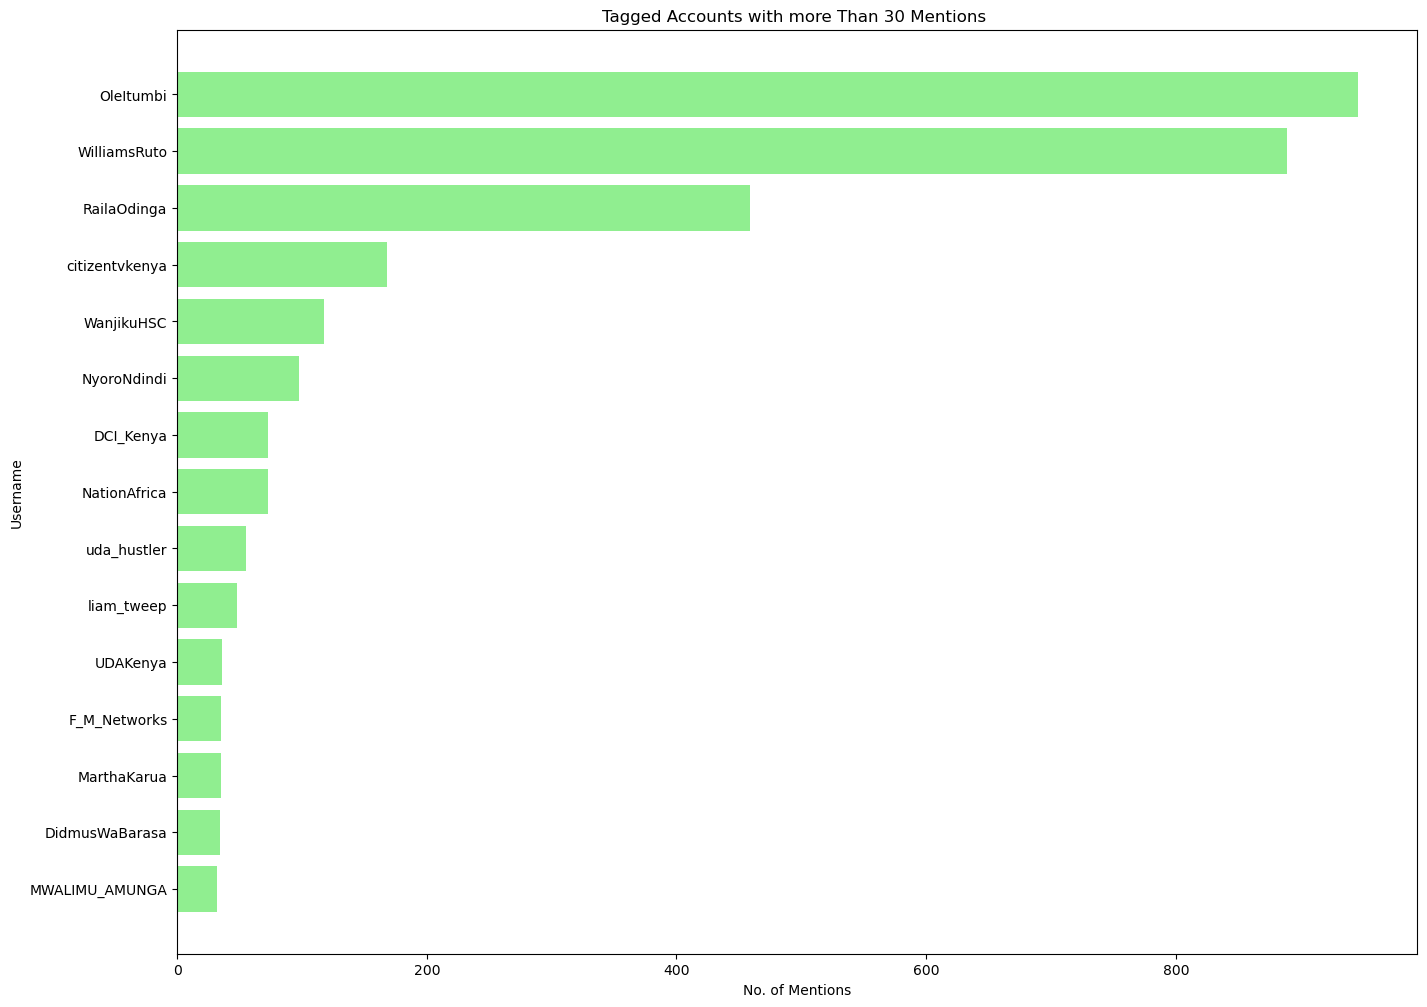 Tagged Accounts with more Than 30 Mentions
Username
OleItumbi
WilliamsRuto
RailaOdinga
citizentvkenya
WanjikuHSC
NyoroNdindi
DCI_Kenya
NationAfrica
uda_hustler
liam_tweep
UDAKenya
F_M_Networks
MarthaKarua
DidmusWaBarasa
MWALIMU_AMUNGA
0 200 400 600 800
No. of Mentions